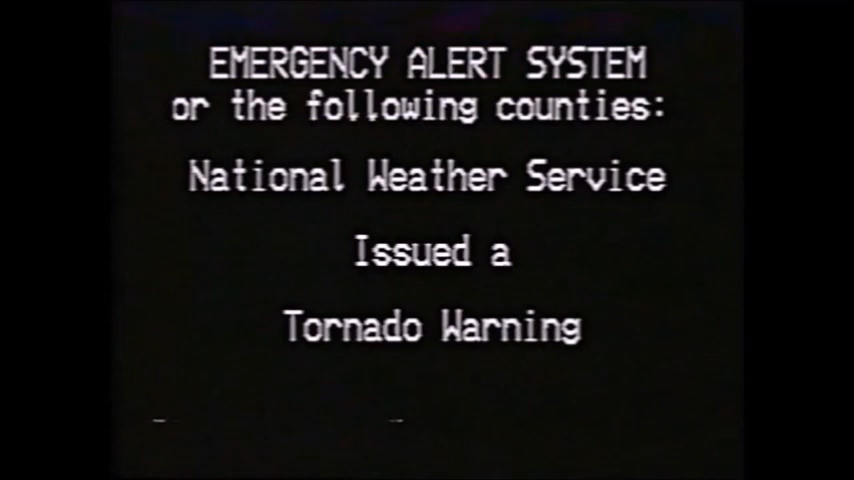 EMERGENCY ALERT SYSTEM
or the following counties:
National Weather Service
Issued a
Tornado Warning